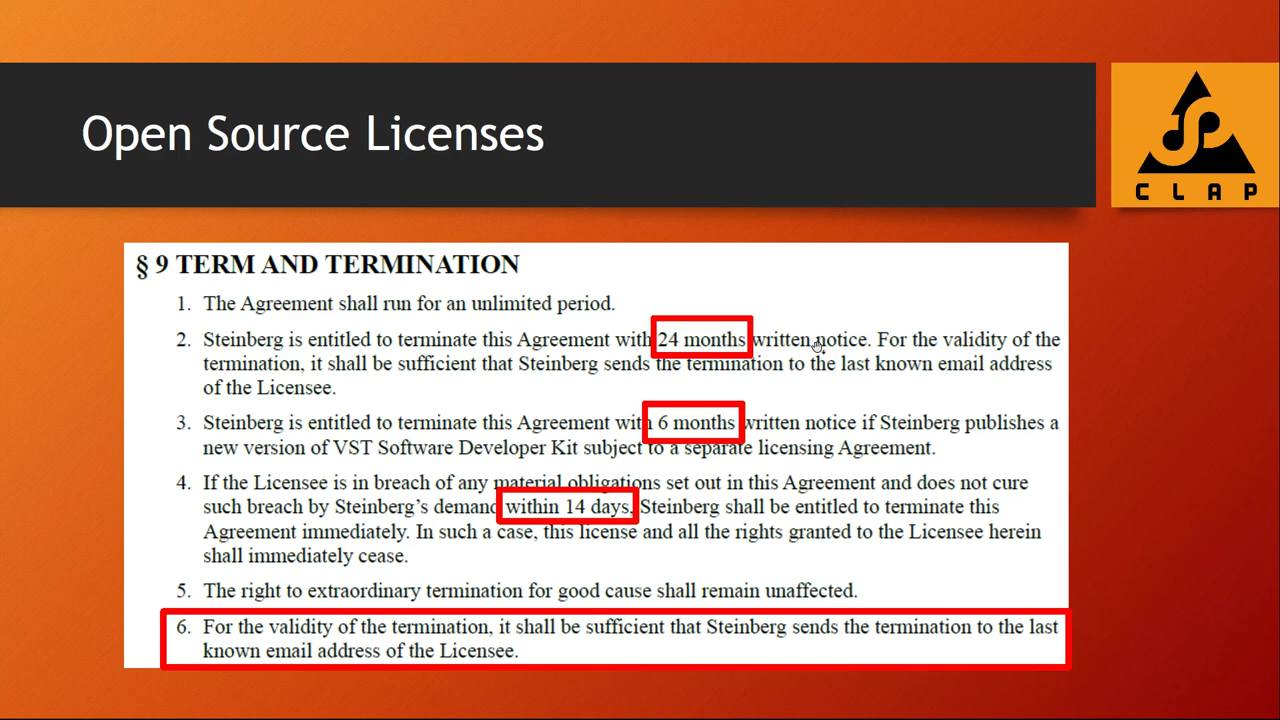 Open Source Licenses
CLAP
§ 9 TERM AND TERMINATION
1. The Agreement shall run for an unlimited period.
2. Steinberg is entitled to terminate this Agreement with 24 months written notice. For the validity of the
termination, it shall be sufficient that Steinberg sends the termination to the last known email address
of the Licensee.
3. Steinberg is entitled to terminate this Agreement with 6 months written notice if Steinberg publishes a
new version of VST Software Developer Kit subject to a separate licensing Agreement.
4. If the Licensee is in breach of any material obligations set out in this Agreement and does not cure
such breach by Steinberg's demand within 14 days, Steinberg shall be entitled to terminate this
Agreement immediately. In such a case, this license and all the rights granted to the Licensee herein
shall immediately cease.
5. The right to extraordinary termination for good cause shall remain unaffected.
6. For the validity of the termination, it shall be sufficient that Steinberg sends the termination to the last
known email address of the Licensee.